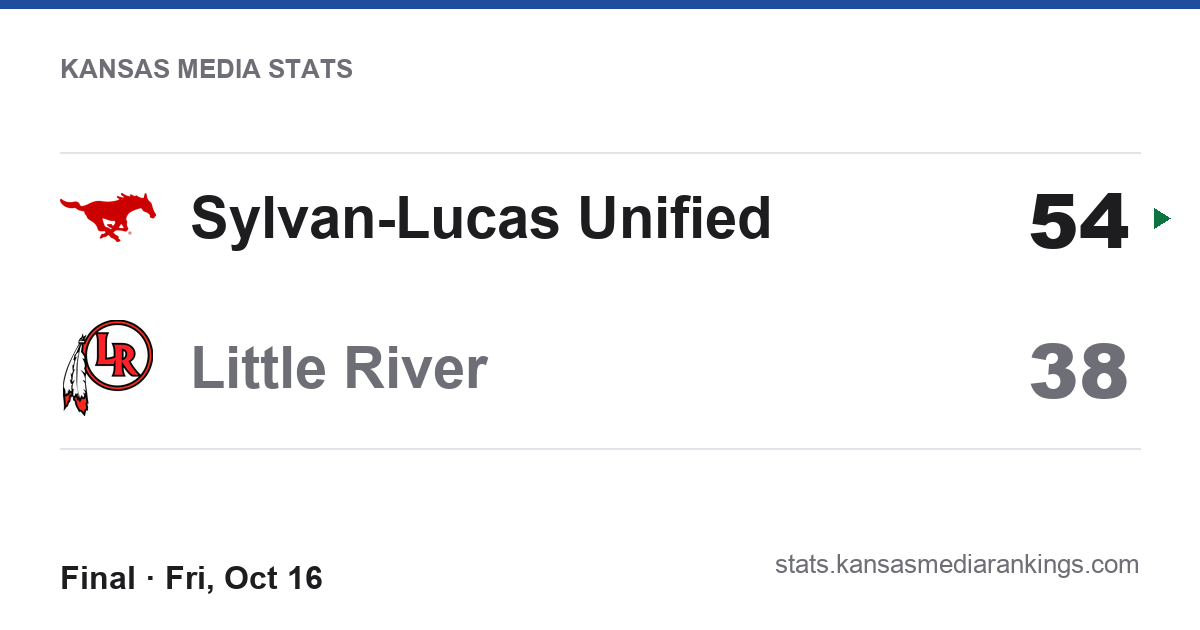 KANSAS MEDIA STATS
Sylvan-Lucas Unified 54
LR
Little River 38
Final · Fri, Oct 16
stats.kansasmediarankings.com